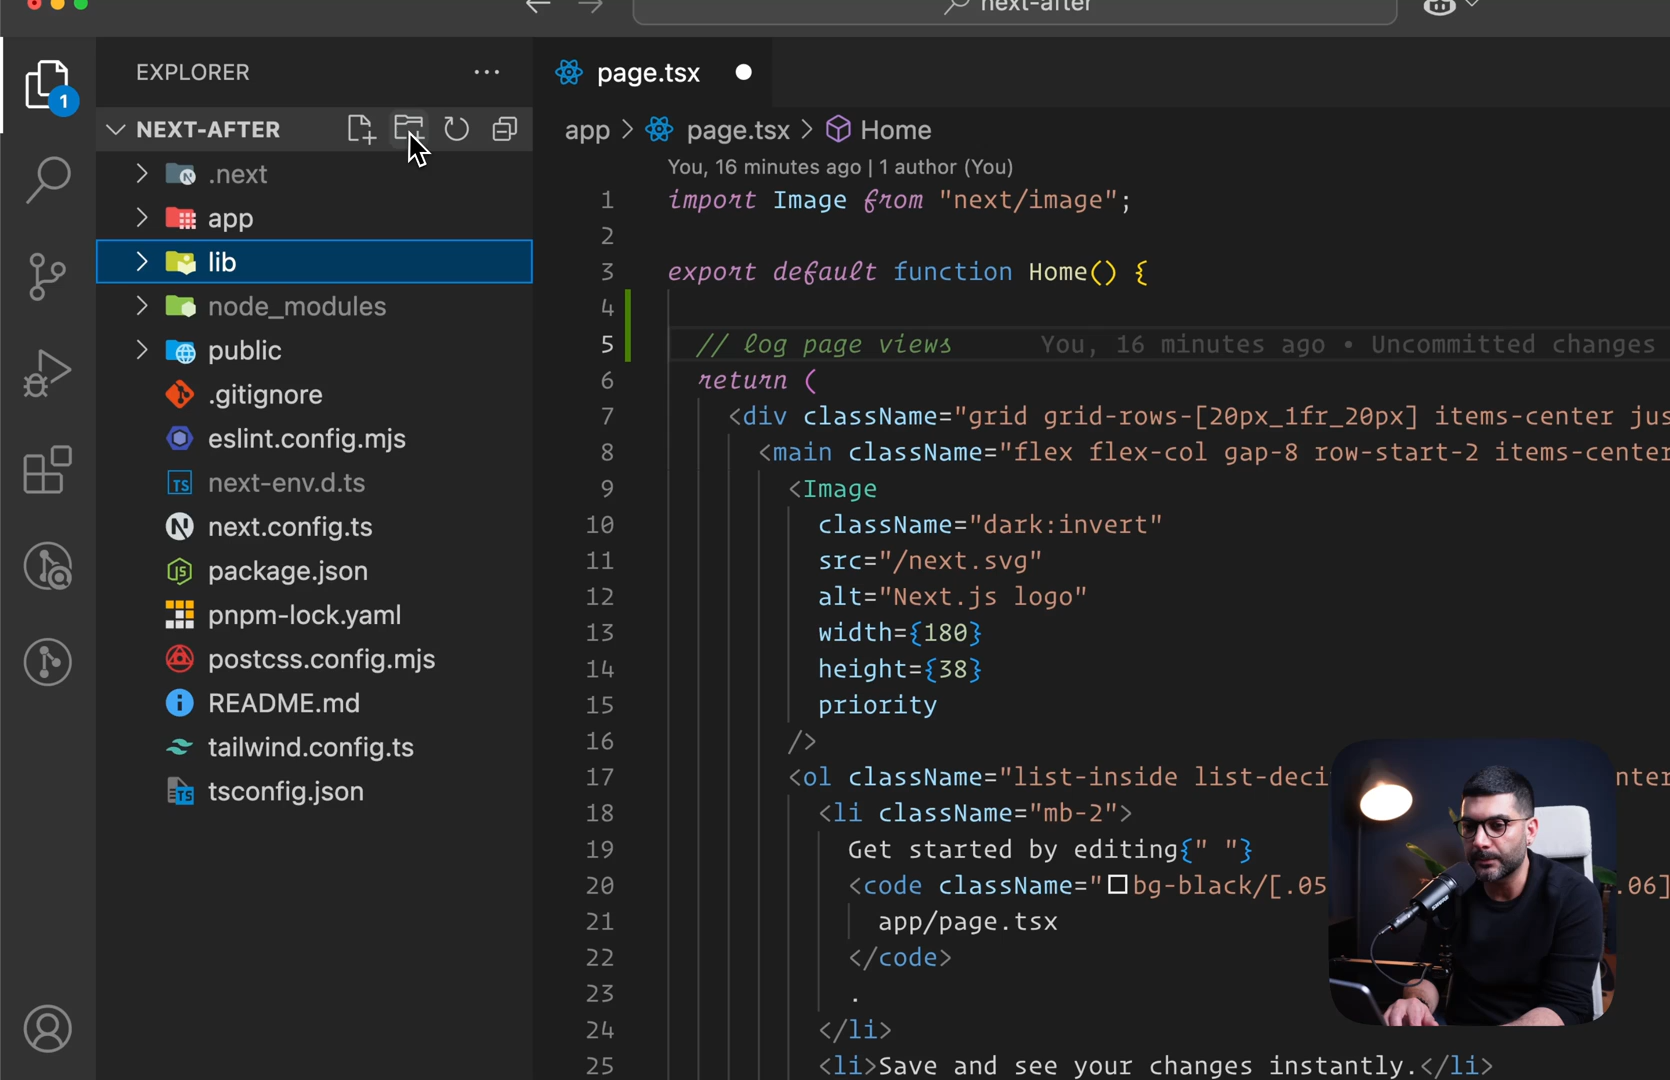 next-after
EXPLORER
page.tsx
1
NEXT-AFTER
app > page.tsx > Home
You, 16 minutes ago | 1 author (You)
.next
app
lib
node_modules
public
.gitignore
eslint.config.mjs
next-env.d.ts
next.config.ts
package.json
pnpm-lock.yaml
postcss.config.mjs
README.md
tailwind.config.ts
tsconfig.json
1 import Image from "next/image";
2
3 export default function Home() {
4
5 // log page views You, 16 minutes ago • Uncommitted changes
6 return (
7 <div className="grid grid-rows-[20px_1fr_20px] items-center jus
8 <main className="flex flex-col gap-8 row-start-2 items-center
9 <Image
10 className="dark:invert"
11 src="/next.svg"
12 alt="Next.js logo"
13 width={180}
14 height={38}
15 priority
16 />
17 <ol className="list-inside list-deci nter
18 <li className="mb-2">
19 Get started by editing{" "}
20 <code className="bg-black/[.05 .06]
21 app/page.tsx
22 </code>
23 .
24 </li>
25 <li>Save and see your changes instantly.</li>